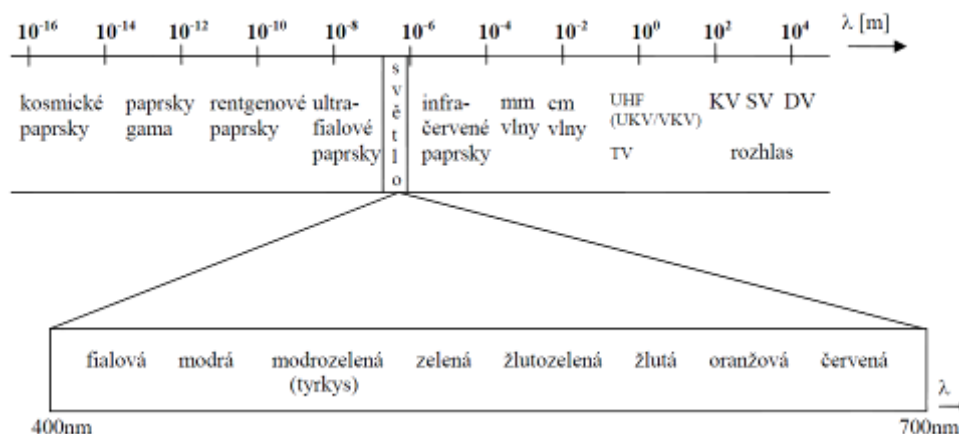 10⁻¹⁶ 10⁻¹⁴ 10⁻¹² 10⁻¹⁰ 10⁻⁸ 10⁻⁶ 10⁻⁴ 10⁻² 10⁰ 10² 10⁴ λ [m]
kosmické paprsky
paprsky gama
rentgenové paprsky
ultra-
fialové
paprsky
světlo
infra-
červené
paprsky
mm
vlny
cm
vlny
UHF
(UKV/VKV)
TV
KV SV DV
rozhlas
fialová modrá modrozelená zelená žlutozelená žlutá oranžová červená
(tyrkys)
λ
400nm 700nm